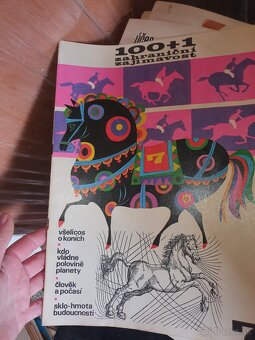 100+1
zahraniční
zajímavost
7
všelicos
o koních
kdo
vládne
polovině
planety
člověk
a počasí
sklo-hmota
budoucnosti